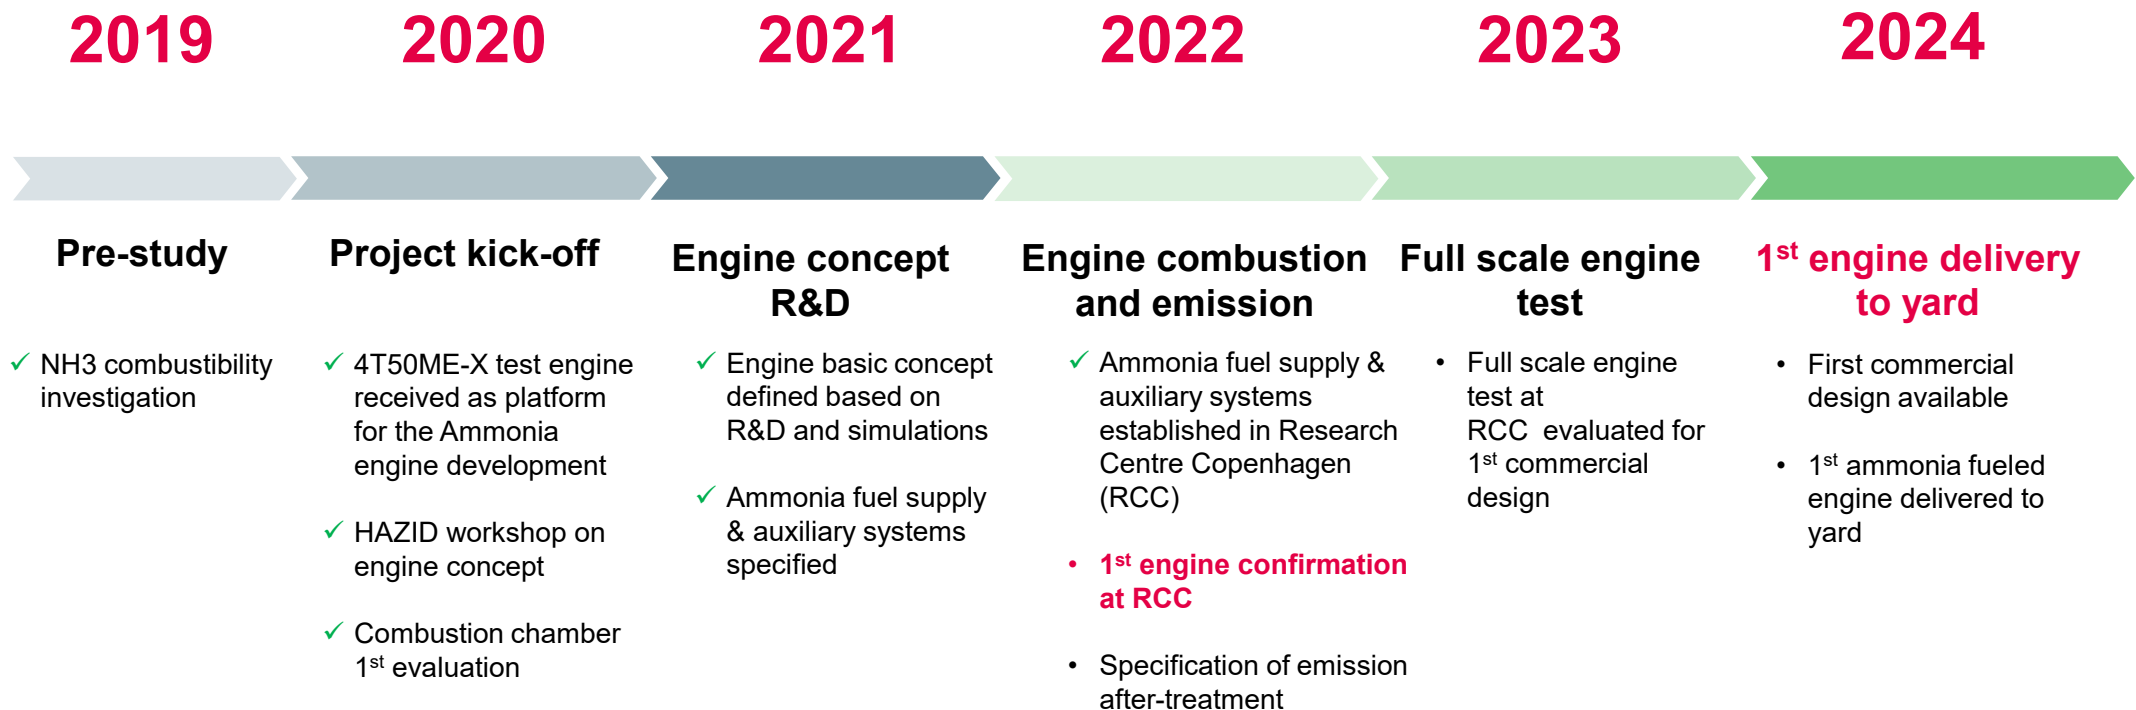 2019
2020
2021
2022
2023
2024
Pre-study
✓ NH3 combustibility
investigation
Project kick-off
✓ 4T50ME-X test engine
received as platform
for the Ammonia
engine development
✓ HAZID workshop on
engine concept
✓ Combustion chamber
1st evaluation
Engine concept
R&D
✓ Engine basic concept
defined based on
R&D and simulations
✓ Ammonia fuel supply
& auxiliary systems
specified
Engine combustion
and emission
✓ Ammonia fuel supply &
auxiliary systems
established in Research
Centre Copenhagen
(RCC)
• 1st engine confirmation
at RCC
• Specification of emission
after-treatment
Full scale engine
test
• Full scale engine
test at
RCC evaluated for
1st commercial
design
1st engine delivery
to yard
• First commercial
design available
• 1st ammonia fueled
engine delivered to
yard